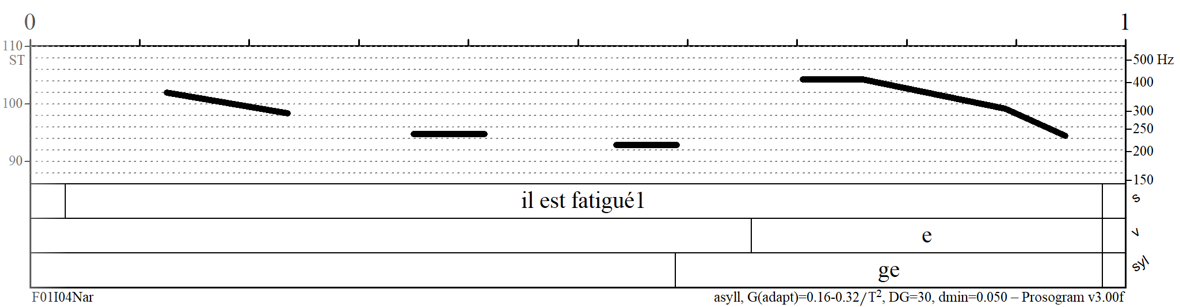 0 1
110
ST
100
90
500 Hz
400
300
250
200
150
il est fatigué1
s
e
v
ge
syl
F01I04Nar
asyll, G(adapt)=0.16-0.32/T², DG=30, dmin=0.050 – Prosogram v3.00f